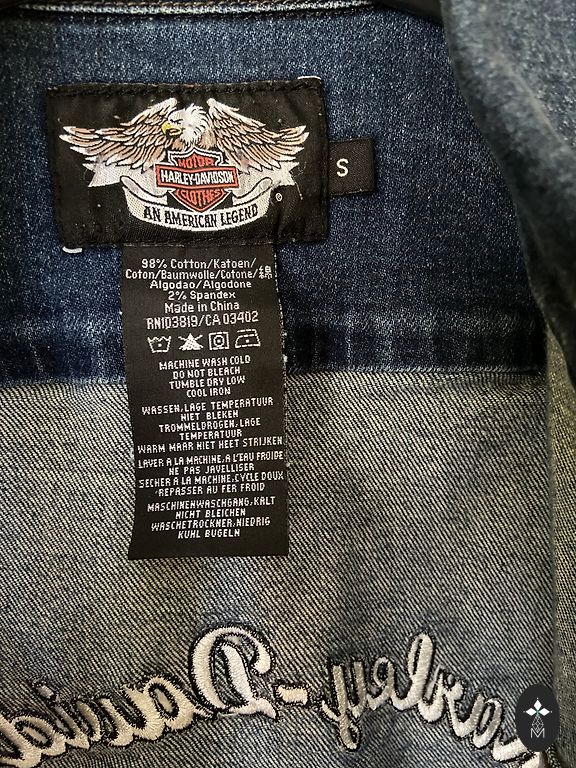 MOTOR
HARLEY-DAVIDSON
CLOTHES
AN AMERICAN LEGEND
®
S
98% Cotton/Katoen/
Coton/Baumwolle/Cotone/
Algodao/Algodone
2% Spandex
Made in China
RN103819/CA 03402
MACHINE WASH COLD
DO NOT BLEACH
TUMBLE DRY LOW
COOL IRON
WASSEN,LAGE TEMPERATUUR
NIET BLEKEN
TROMMELDROGEN,LAGE
TEMPERATUUR
WARM MAAR HIET HEET STRIJKEN
LAVER A LA MACHINE,A L'EAU FROIDE
NE PAS JAVELLISER
SECHER A LA MACHINE,CYCLE DOUX
REPASSER AU FER FROID
MASCHINENWASCHGANG,KALT
NICHT BLEICHEN
WASCHETROCKNER,NIEDRIG
KUHL BUGELN
Harley-David
M